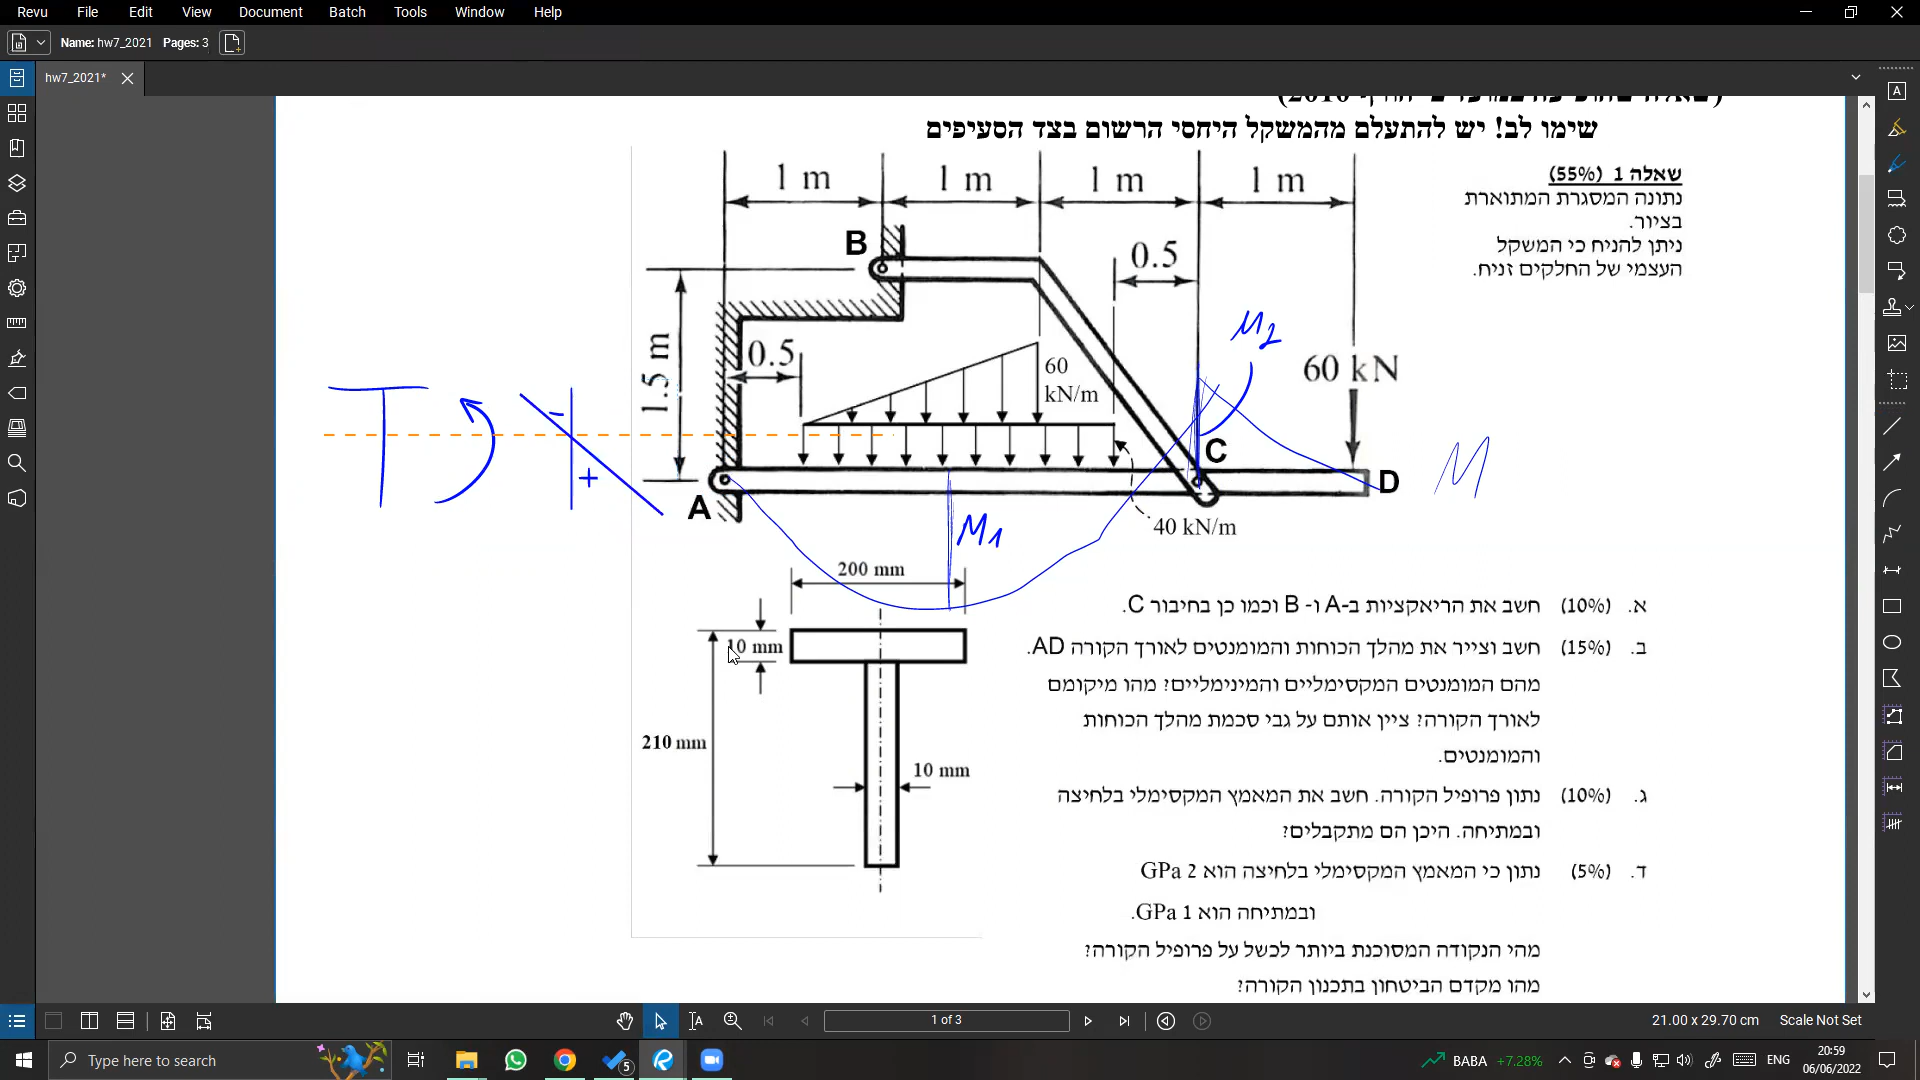 Revu File Edit View Document Batch Tools Window Help
Name: hw7_2021 Pages: 3
hw7_2021*
שימו לב! יש להתעלם מהמשקל היחסי הרשום בצד הסעיפים
שאלה 1 (55%)
נתונה המסגרת המתוארת
בציור.
ניתן להניח כי המשקל
העצמי של החלקים זניח.
1 m 1 m 1 m 1 m
B
0.5
M2
1.5 m
0.5
60
kN/m
60 kN
T
-
+
C
M
A
D
M1
40 kN/m
200 mm
10 mm
210 mm
10 mm
א. (10%) חשב את הריאקציות ב-A ו- B וכמו כן בחיבור C.
ב. (15%) חשב וצייר את מהלך הכוחות והמומנטים לאורך הקורה AD.
מהם המומנטים המקסימליים והמינימליים? מהו מיקומם
לאורך הקורה? ציין אותם על גבי סכמת מהלך הכוחות
והמומנטים.
ג. (10%) נתון פרופיל הקורה. חשב את המאמץ המקסימלי בלחיצה
ובמתיחה. היכן הם מתקבלים?
ד. (5%) נתון כי המאמץ המקסימלי בלחיצה הוא 2 GPa
ובמתיחה הוא 1 GPa.
מהי הנקודה המסוכנת ביותר לכשל על פרופיל הקורה?
מהו מקדם הביטחון בתכנון הקורה?
1 of 3
21.00 x 29.70 cm Scale Not Set
Type here to search
5
BABA +7.28%
ENG
20:59
06/06/2022